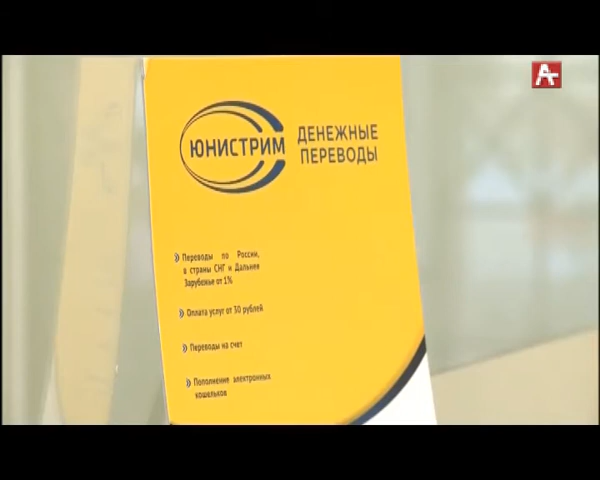 ЮНИСТРИМ
ДЕНЕЖНЫЕ
ПЕРЕВОДЫ
Переводы по России,
в страны СНГ и Дальнее
Зарубежье от 1%
Оплата услуг от 30 рублей
Переводы на счет
Пополнение электронных
кошельков